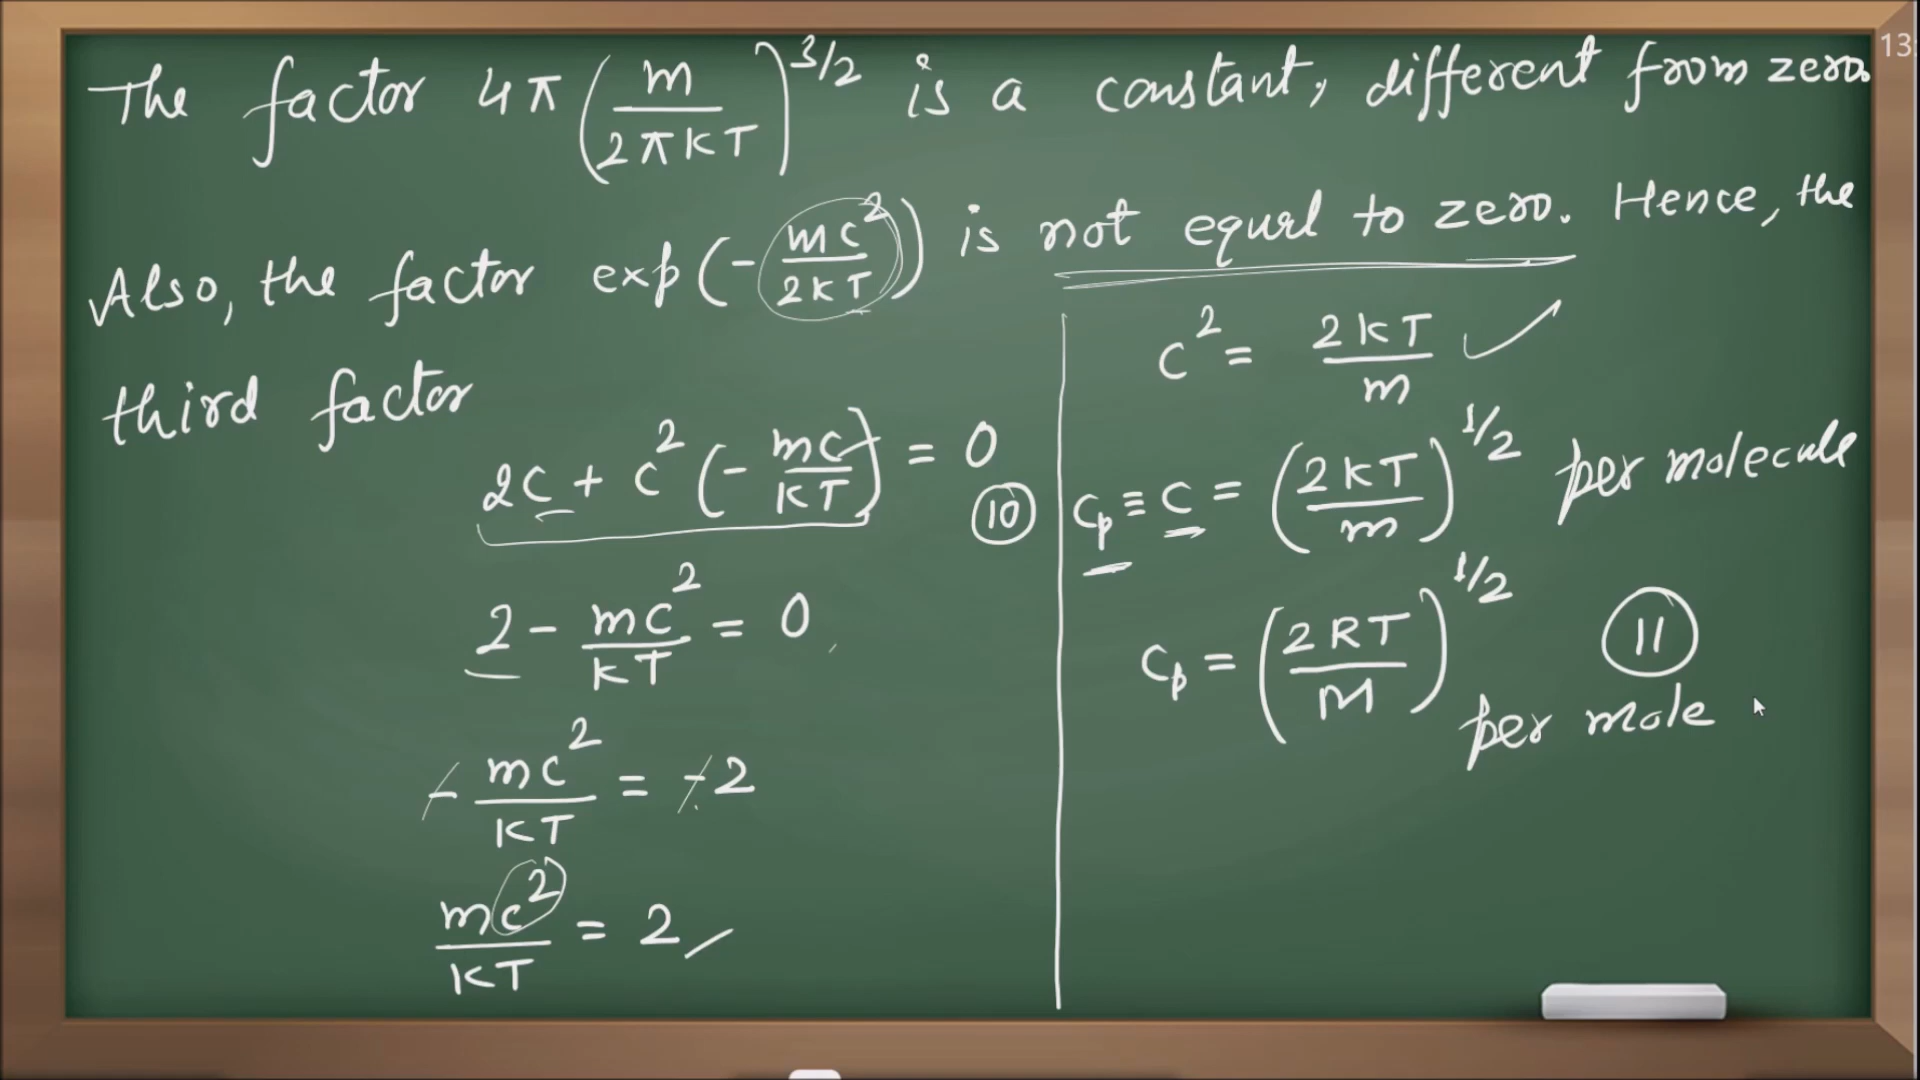 The factor 4π(m/2πKT)^3/2 is a constant, different from zero.
Also, the factor exp(-mc²/2KT) is not equal to zero. Hence, the
third factor
2c + c²(-mc/KT) = 0 (10)
2 - mc²/KT = 0
- mc²/KT = -2
mc²/KT = 2
c² = 2KT/m
Cp ≡ c = (2KT/m)^1/2 per molecule
Cp = (2RT/M)^1/2 (11)
per mole
13